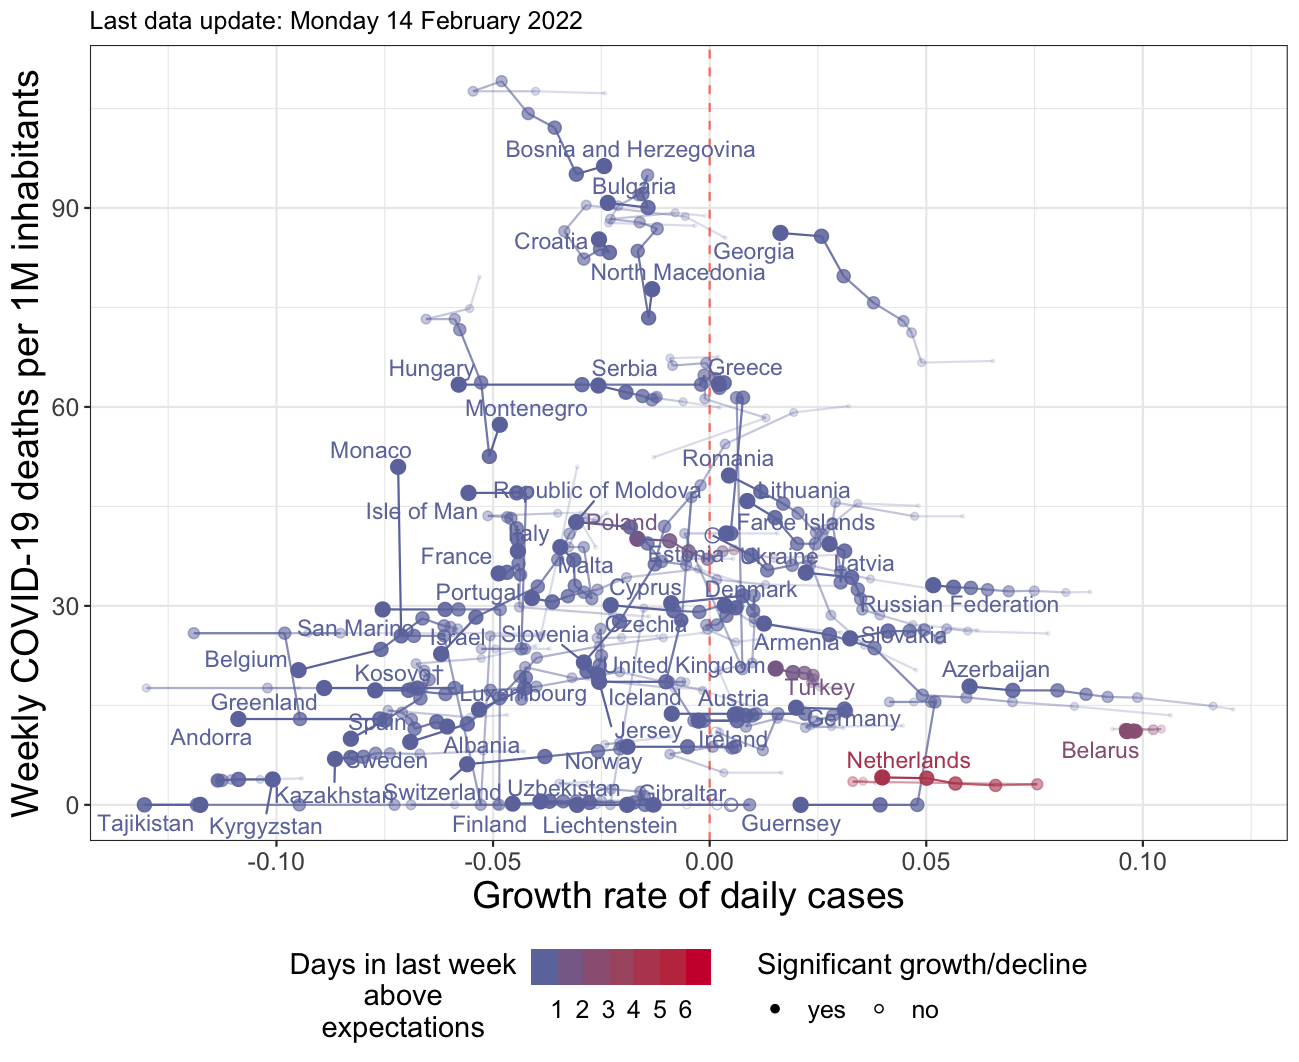 Last data update: Monday 14 February 2022
Weekly COVID-19 deaths per 1M inhabitants
90
60
30
0
Bosnia and Herzegovina
Bulgaria
Croatia
Georgia
North Macedonia
Hungary
Serbia
Greece
Montenegro
Monaco
Romania
Republic of Moldova
Lithuania
Isle of Man
Poland
Faroe Islands
Italy
France
Estonia
Ukraine
Latvia
Malta
Portugal
Cyprus
Denmark
Russian Federation
San Marino
Israel
Slovenia
Czechia
Armenia
Slovakia
Belgium
Kosovo†
United Kingdom
Azerbaijan
Greenland
Luxembourg
Iceland
Austria
Turkey
Andorra
Spain
Albania
Jersey
Ireland
Germany
Belarus
Sweden
Norway
Netherlands
Kazakhstan
Switzerland
Uzbekistan
Gibraltar
Tajikistan
Kyrgyzstan
Finland
Liechtenstein
Guernsey
-0.10
-0.05
0.00
0.05
0.10
Growth rate of daily cases
Days in last week
above
expectations
1 2 3 4 5 6
Significant growth/decline
yes
no